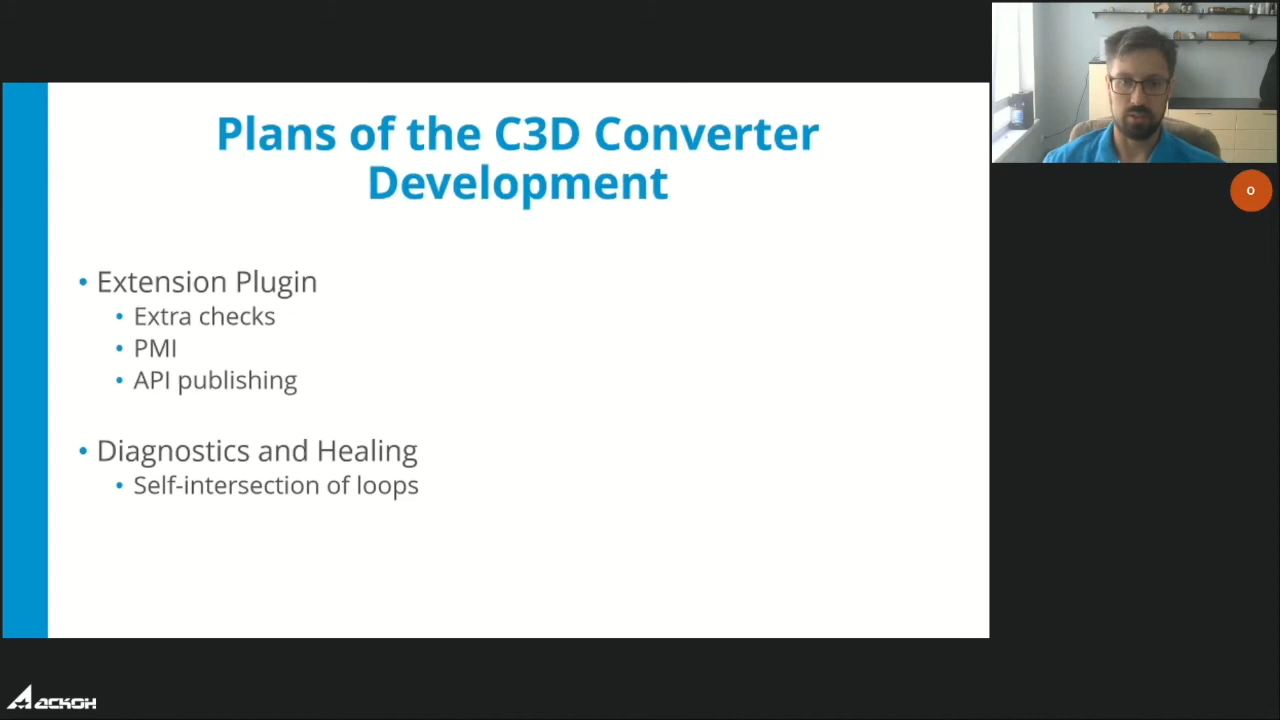 Plans of the C3D Converter
Development
• Extension Plugin
• Extra checks
• PMI
• API publishing
• Diagnostics and Healing
• Self-intersection of loops
O
АСКОН